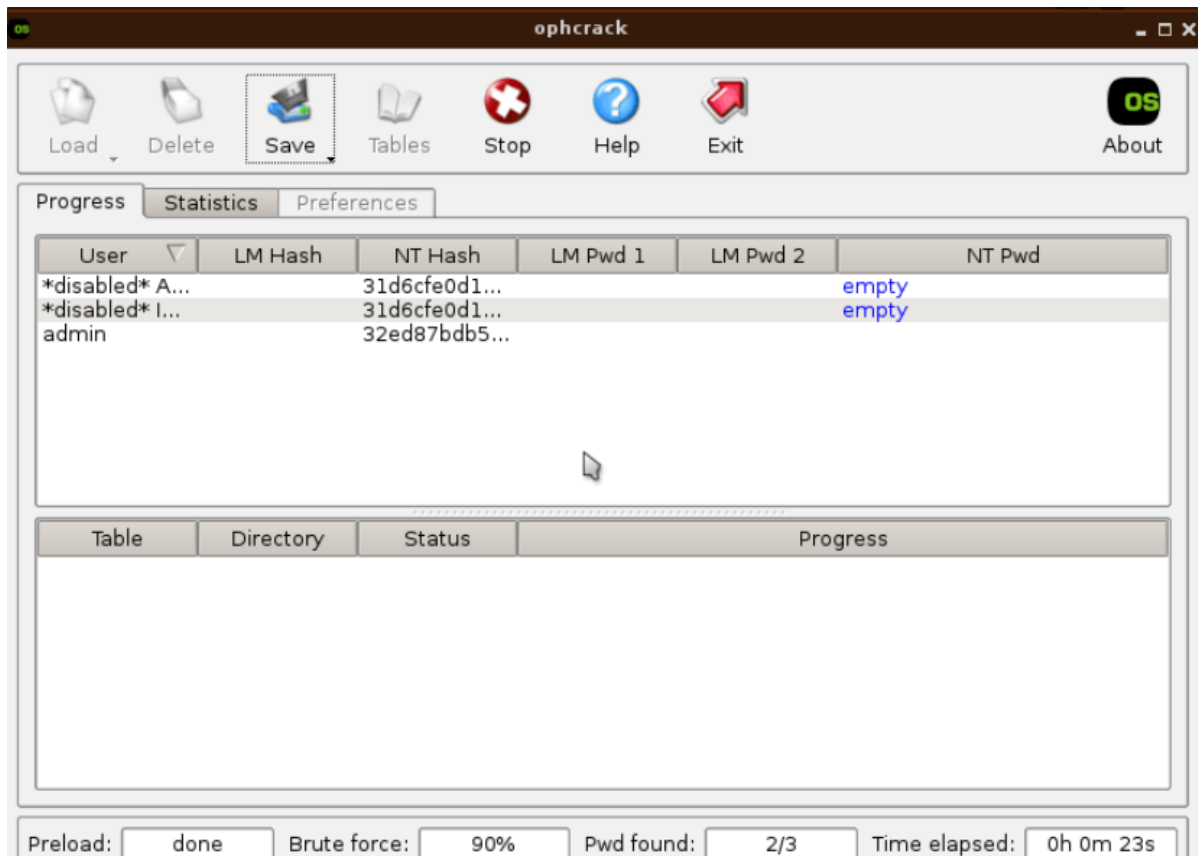 os ophcrack
Load Delete Save Tables Stop Help Exit About
OS
Progress Statistics Preferences
User LM Hash NT Hash LM Pwd 1 LM Pwd 2 NT Pwd
*disabled* A... 31d6cfe0d1... empty
*disabled* I... 31d6cfe0d1... empty
admin 32ed87bdb5...
Table Directory Status Progress
Preload: done Brute force: 90% Pwd found: 2/3 Time elapsed: 0h 0m 23s